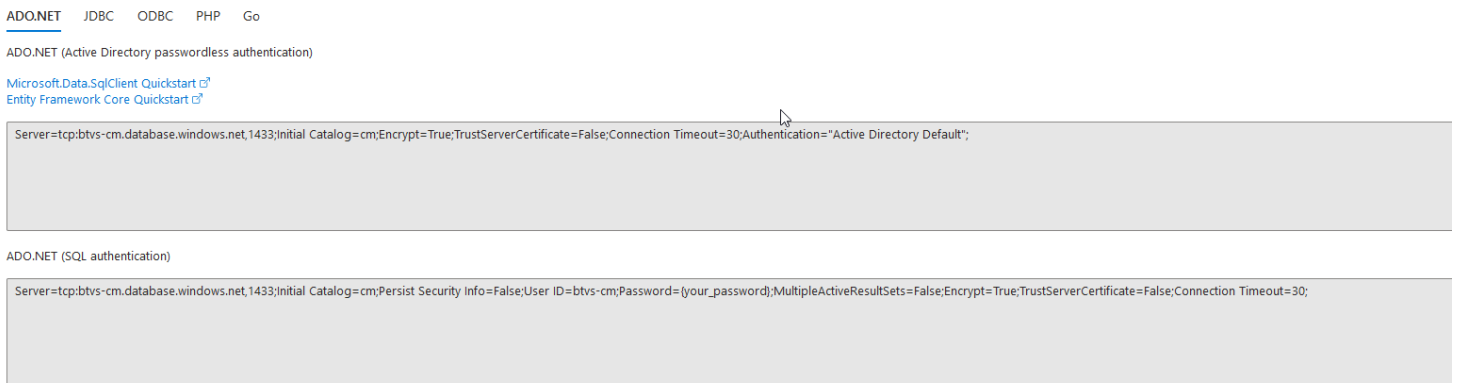 ADO.NET JDBC ODBC PHP Go
ADO.NET (Active Directory passwordless authentication)
Microsoft.Data.SqlClient Quickstart
Entity Framework Core Quickstart
Server=tcp:btvs-cm.database.windows.net,1433;Initial Catalog=cm;Encrypt=True;TrustServerCertificate=False;Connection Timeout=30;Authentication="Active Directory Default";
ADO.NET (SQL authentication)
Server=tcp:btvs-cm.database.windows.net,1433;Initial Catalog=cm;Persist Security Info=False;User ID=btvs-cm;Password={your_password};MultipleActiveResultSets=False;Encrypt=True;TrustServerCertificate=False;Connection Timeout=30;